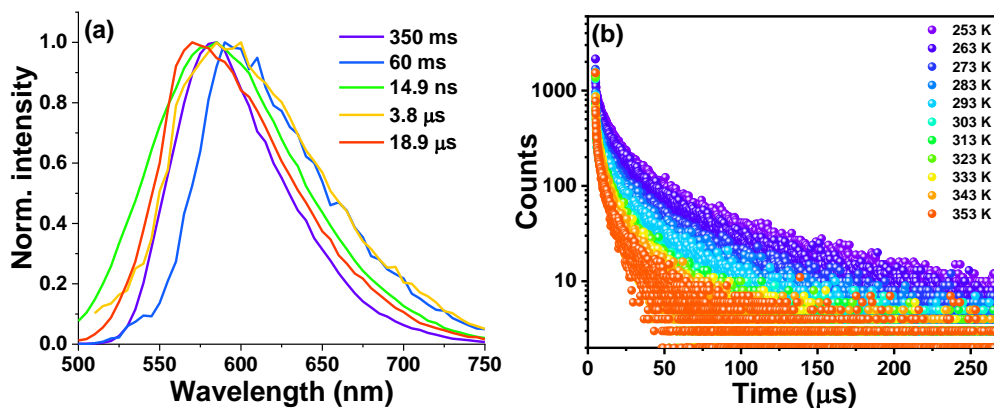 (a)
350 ms
60 ms
14.9 ns
3.8 μs
18.9 μs
Norm. intensity
1.0
0.8
0.6
0.4
0.2
0.0
500 550 600 650 700 750
Wavelength (nm)
(b)
253 K
263 K
273 K
283 K
293 K
303 K
313 K
323 K
333 K
343 K
353 K
Counts
1000
100
10
0 50 100 150 200 250
Time (μs)